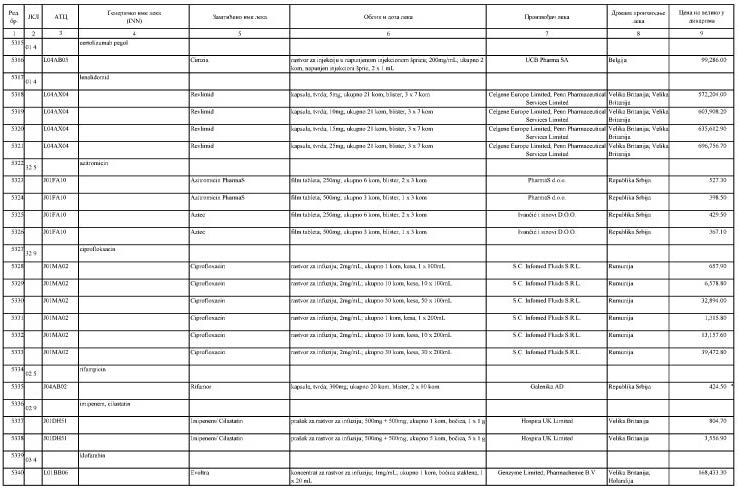 Ред. бр. ЈКЛ АТЦ Генеричко име лека (INN) Заштићено име лека Облик и доза лека Произвођач лека Држава производње лека Цена на велико у динарима
1 2 3 4 5 6 7 8 9
5315 01 4 certolizumab pegol
5316 L04AB05 Cimzia rastvor za injekciju u napunjenom injekcionom špricu; 200mg/mL; ukupno 2 kom, napunjen injekcioni špric, 2 x 1 mL UCB Pharma SA Belgija 99,286.00
5317 01 4 lenalidomid
5318 L04AX04 Revlimid kapsula, tvrda; 5mg; ukupno 21 kom, blister, 3 x 7 kom Celgene Europe Limited; Penn Pharmaceutical Services Limited Velika Britanija; Velika Britanija 572,204.00
5319 L04AX04 Revlimid kapsula, tvrda; 10mg; ukupno 21 kom, blister, 3 x 7 kom Celgene Europe Limited; Penn Pharmaceutical Services Limited Velika Britanija; Velika Britanija 603,908.20
5320 L04AX04 Revlimid kapsula, tvrda; 15mg; ukupno 21 kom, blister, 3 x 7 kom Celgene Europe Limited; Penn Pharmaceutical Services Limited Velika Britanija; Velika Britanija 635,612.90
5321 L04AX04 Revlimid kapsula, tvrda; 25mg; ukupno 21 kom, blister, 3 x 7 kom Celgene Europe Limited; Penn Pharmaceutical Services Limited Velika Britanija; Velika Britanija 696,756.70
5322 32 5 azitromicin
5323 J01FA10 Azitromicin PharmaS film tableta; 250mg; ukupno 6 kom, blister, 2 x 3 kom PharmaS d.o.o. Republika Srbija 527.30
5324 J01FA10 Azitromicin PharmaS film tableta; 500mg; ukupno 3 kom, blister, 1 x 3 kom PharmaS d.o.o. Republika Srbija 398.50
5325 J01FA10 Aztec film tableta; 250mg; ukupno 6 kom, blister, 2 x 3 kom Ivančić i sinovi D.O.O. Republika Srbija 429.50
5326 J01FA10 Aztec film tableta; 500mg; ukupno 3 kom, blister, 1 x 3 kom Ivančić i sinovi D.O.O. Republika Srbija 367.10
5327 32 9 ciprofloksacin
5328 J01MA02 Ciprofloxacin rastvor za infuziju; 2mg/mL; ukupno 1 kom, kesa, 1 x 100mL S.C. Infomed Fluids S.R.L. Rumunija 657.90
5329 J01MA02 Ciprofloxacin rastvor za infuziju; 2mg/mL; ukupno 10 kom, kesa, 10 x 100mL S.C. Infomed Fluids S.R.L. Rumunija 6,578.80
5330 J01MA02 Ciprofloxacin rastvor za infuziju; 2mg/mL; ukupno 50 kom, kesa, 50 x 100mL S.C. Infomed Fluids S.R.L. Rumunija 32,894.00
5331 J01MA02 Ciprofloxacin rastvor za infuziju; 2mg/mL; ukupno 1 kom, kesa, 1 x 200mL S.C. Infomed Fluids S.R.L. Rumunija 1,315.80
5332 J01MA02 Ciprofloxacin rastvor za infuziju; 2mg/mL; ukupno 10 kom, kesa, 10 x 200mL S.C. Infomed Fluids S.R.L. Rumunija 13,157.60
5333 J01MA02 Ciprofloxacin rastvor za infuziju; 2mg/mL; ukupno 30 kom, kesa, 30 x 200mL S.C. Infomed Fluids S.R.L. Rumunija 39,472.80
5334 02 5 rifampicin
5335 J04AB02 Rifamor kapsula, tvrda; 300mg; ukupno 20 kom, blister, 2 x 10 kom Galenika AD Republika Srbija 424.50 *
5336 02 9 imipenem, cilastatin
5337 J01DH51 Imipenem/ Cilastatin prašak za rastvor za infuziju; 500mg + 500mg; ukupno 1 kom, bočica, 1 x 1 g Hospira UK Limited Velika Britanija 804.70
5338 J01DH51 Imipenem/ Cilastatin prašak za rastvor za infuziju; 500mg + 500mg; ukupno 5 kom, bočica, 5 x 1 g Hospira UK Limited Velika Britanija 3,556.90
5339 03 4 klofarabin
5340 L01BB06 Evoltra koncentrat za rastvor za infuziju; 1mg/mL; ukupno 1 kom, bočica staklena, 1 x 20 mL Genzyme Limited; Pharmachemie B.V. Velika Britanija; Holandija 168,433.30